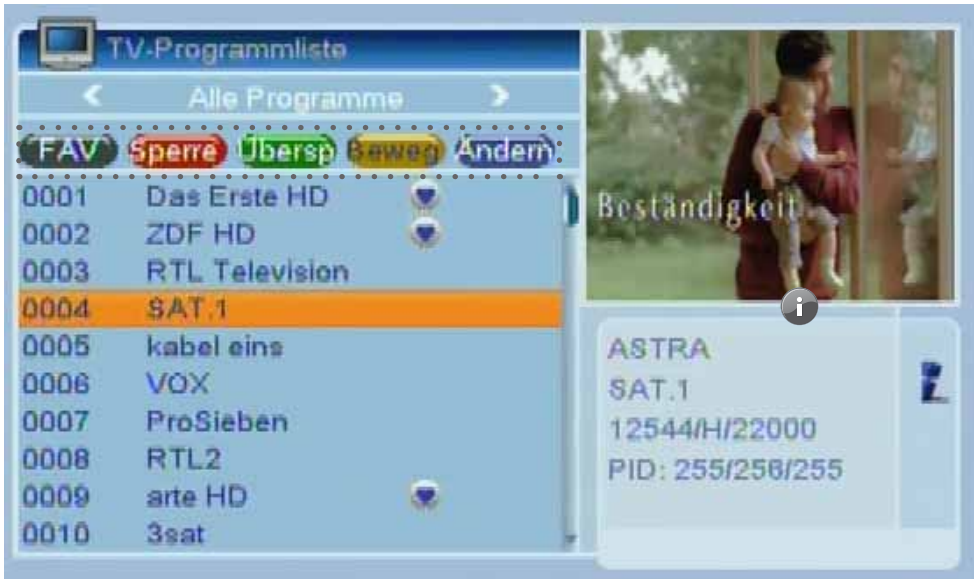 TV-Programmliste
Alle Programme
FAV Sperre Übersp Beweg Ändern
0001 Das Erste HD
0002 ZDF HD
0003 RTL Television
0004 SAT.1
0005 kabel eins
0006 VOX
0007 ProSieben
0008 RTL2
0009 arte HD
0010 3sat
Beständigkeit...
i
ASTRA
SAT.1
12544/H/22000
PID: 255/256/255